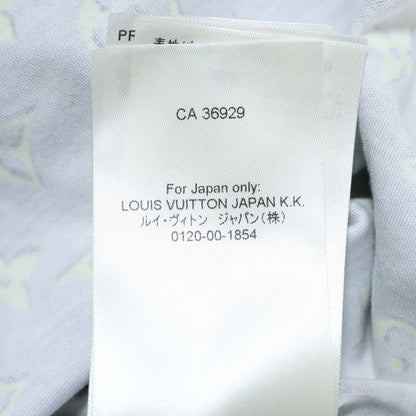 PF
CA 36929
For Japan only:
LOUIS VUITTON JAPAN K.K.
ルイ・ヴィトン ジャパン(株)
0120-00-1854